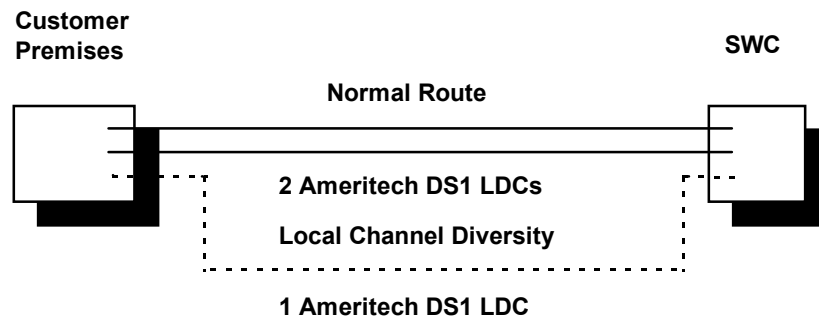 Customer
Premises
SWC
Normal Route
2 Ameritech DS1 LDCs
Local Channel Diversity
1 Ameritech DS1 LDC